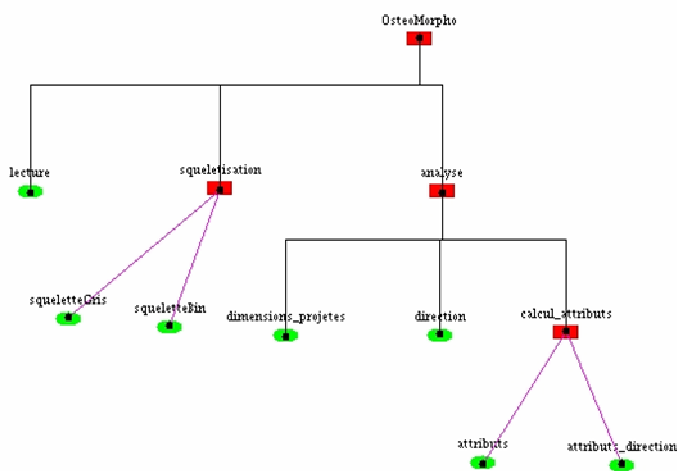 OsteoMorpho
lecture
squeletisation
analyse
squeletteGris
squeletteBin
dimensions_projetes
direction
calcul_attributs
attributs
attributs_direction